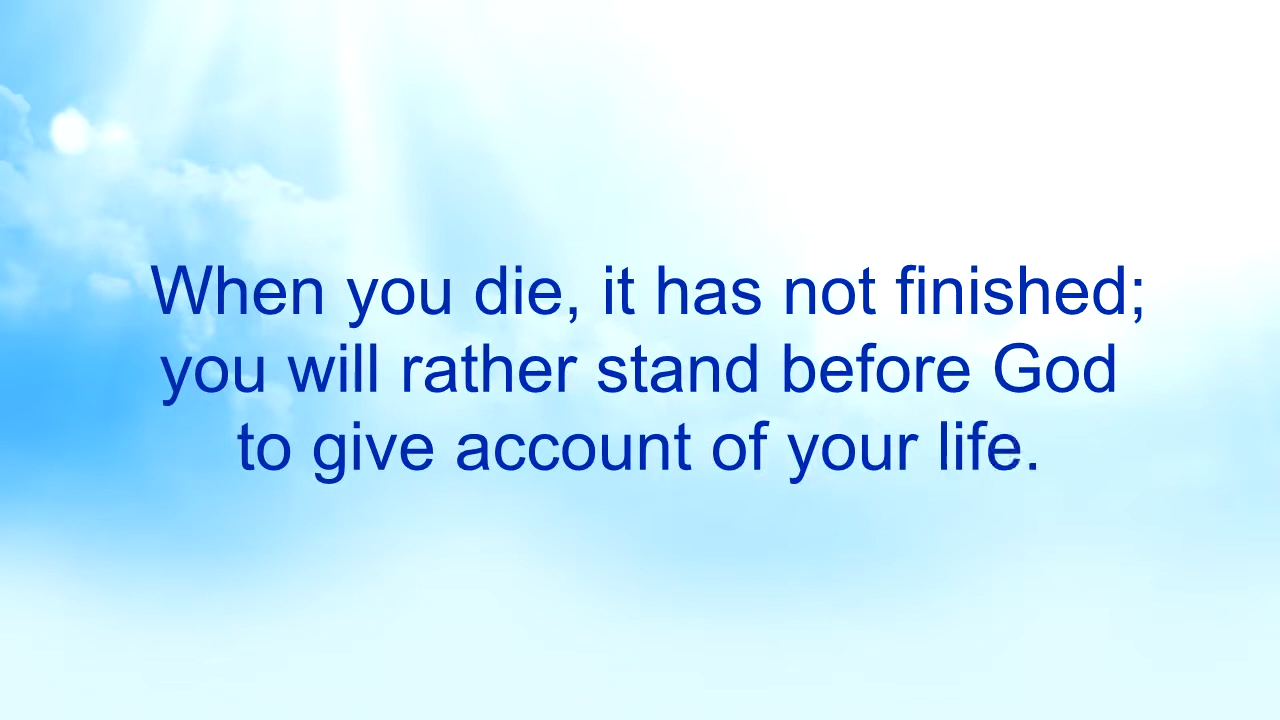 When you die, it has not finished;
you will rather stand before God
to give account of your life.